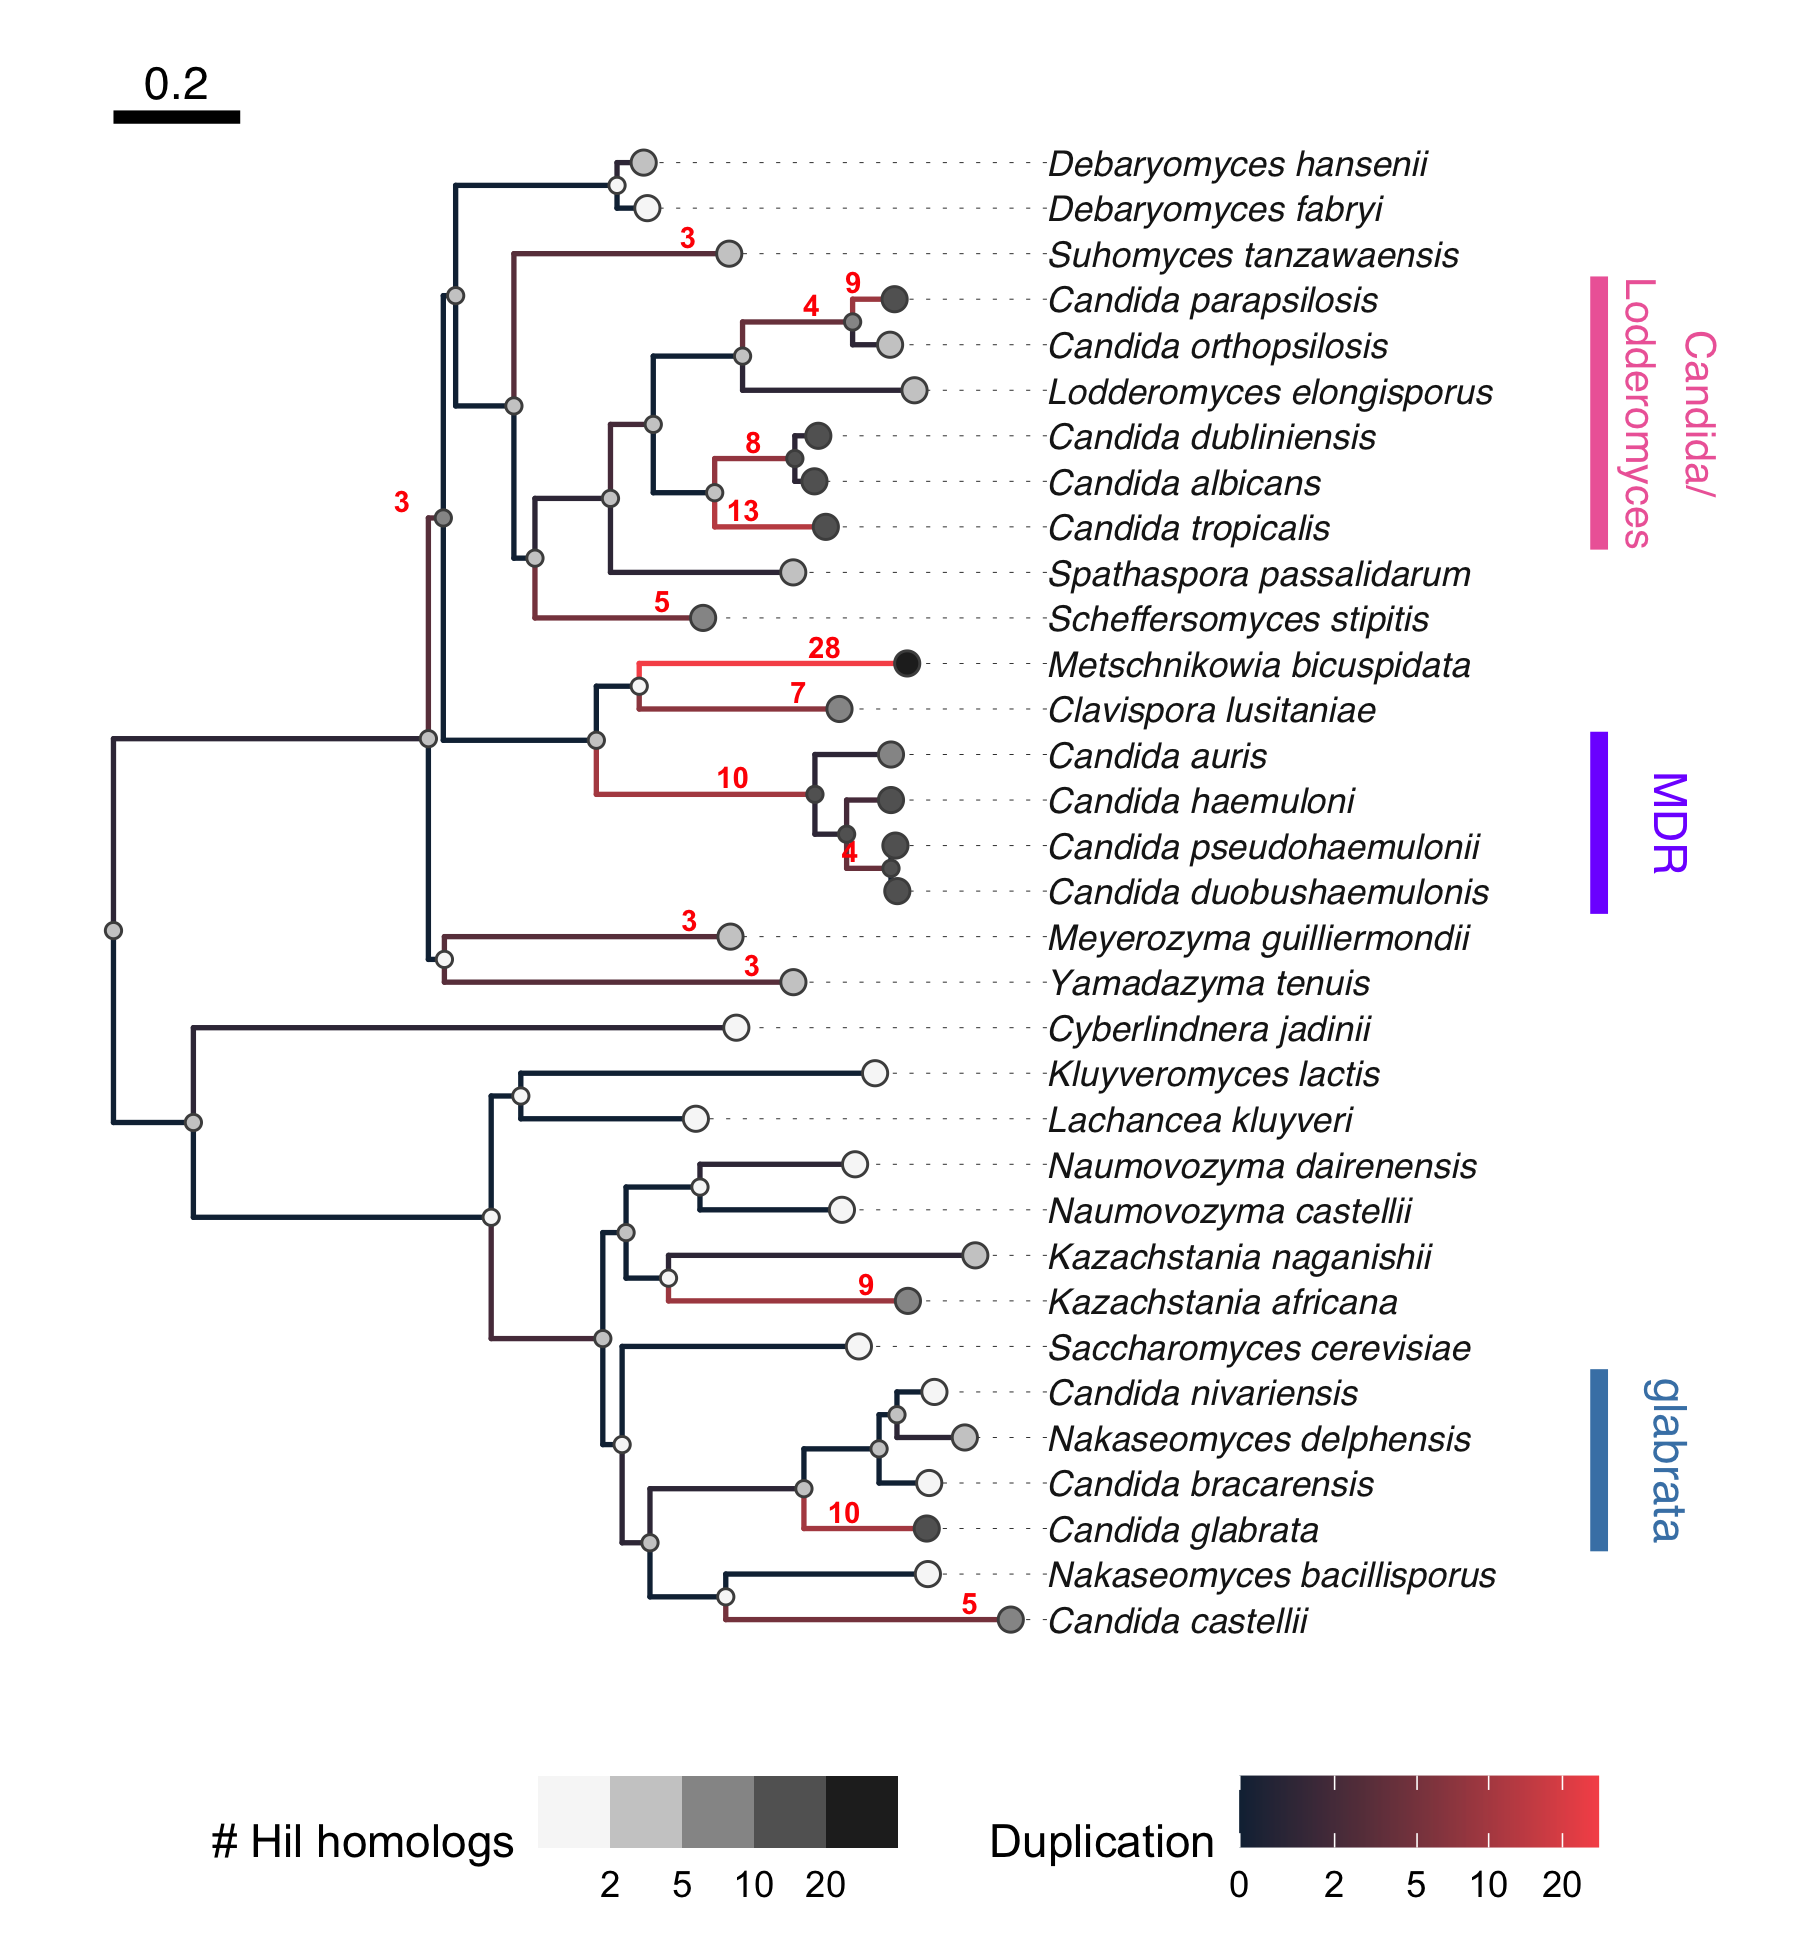 0.2
Debaryomyces hansenii
Debaryomyces fabryi
3
Suhomyces tanzawaensis
9
Candida parapsilosis
4
Candida orthopsilosis
Lodderomyces elongisporus
8
Candida dubliniensis
Candida albicans
13
Candida tropicalis
3
Spathaspora passalidarum
5
Scheffersomyces stipitis
28
Metschnikowia bicuspidata
7
Clavispora lusitaniae
Candida auris
10
Candida haemuloni
4
Candida pseudohaemulonii
Candida duobushaemulonis
3
Meyerozyma guilliermondii
3
Yamadazyma tenuis
Cyberlindnera jadinii
Kluyveromyces lactis
Lachancea kluyveri
Naumovozyma dairenensis
Naumovozyma castellii
Kazachstania naganishii
9
Kazachstania africana
Saccharomyces cerevisiae
Candida nivariensis
Nakaseomyces delphensis
Candida bracarensis
10
Candida glabrata
Nakaseomyces bacillisporus
5
Candida castellii
Candida/
Lodderomyces
MDR
glabrata
# Hil homologs
2 5 10 20
Duplication
0 2 5 10 20